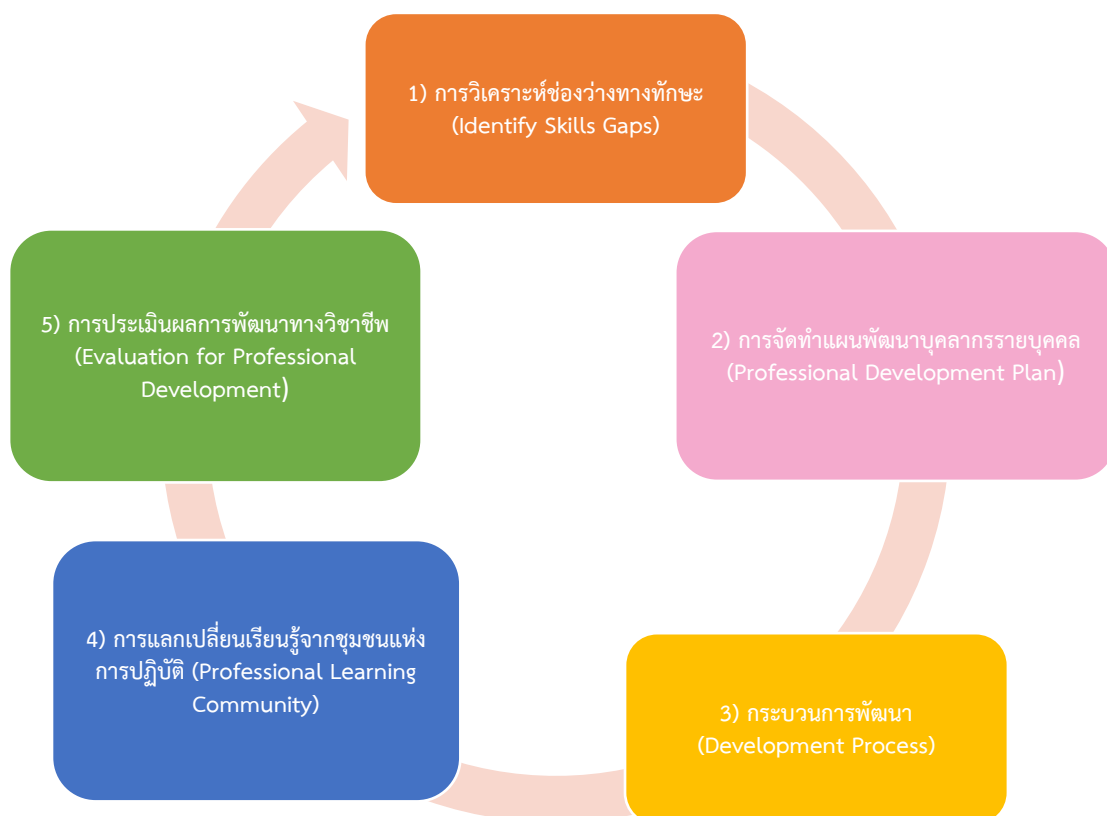 1) การวิเคราะห์ช่องว่างทางทักษะ
(Identify Skills Gaps)
2) การจัดทำแผนพัฒนาบุคลากรรายบุคคล
(Professional Development Plan)
3) กระบวนการพัฒนา
(Development Process)
4) การแลกเปลี่ยนเรียนรู้จากชุมชนแห่ง
การปฏิบัติ (Professional Learning
Community)
5) การประเมินผลการพัฒนาทางวิชาชีพ
(Evaluation for Professional
Development)